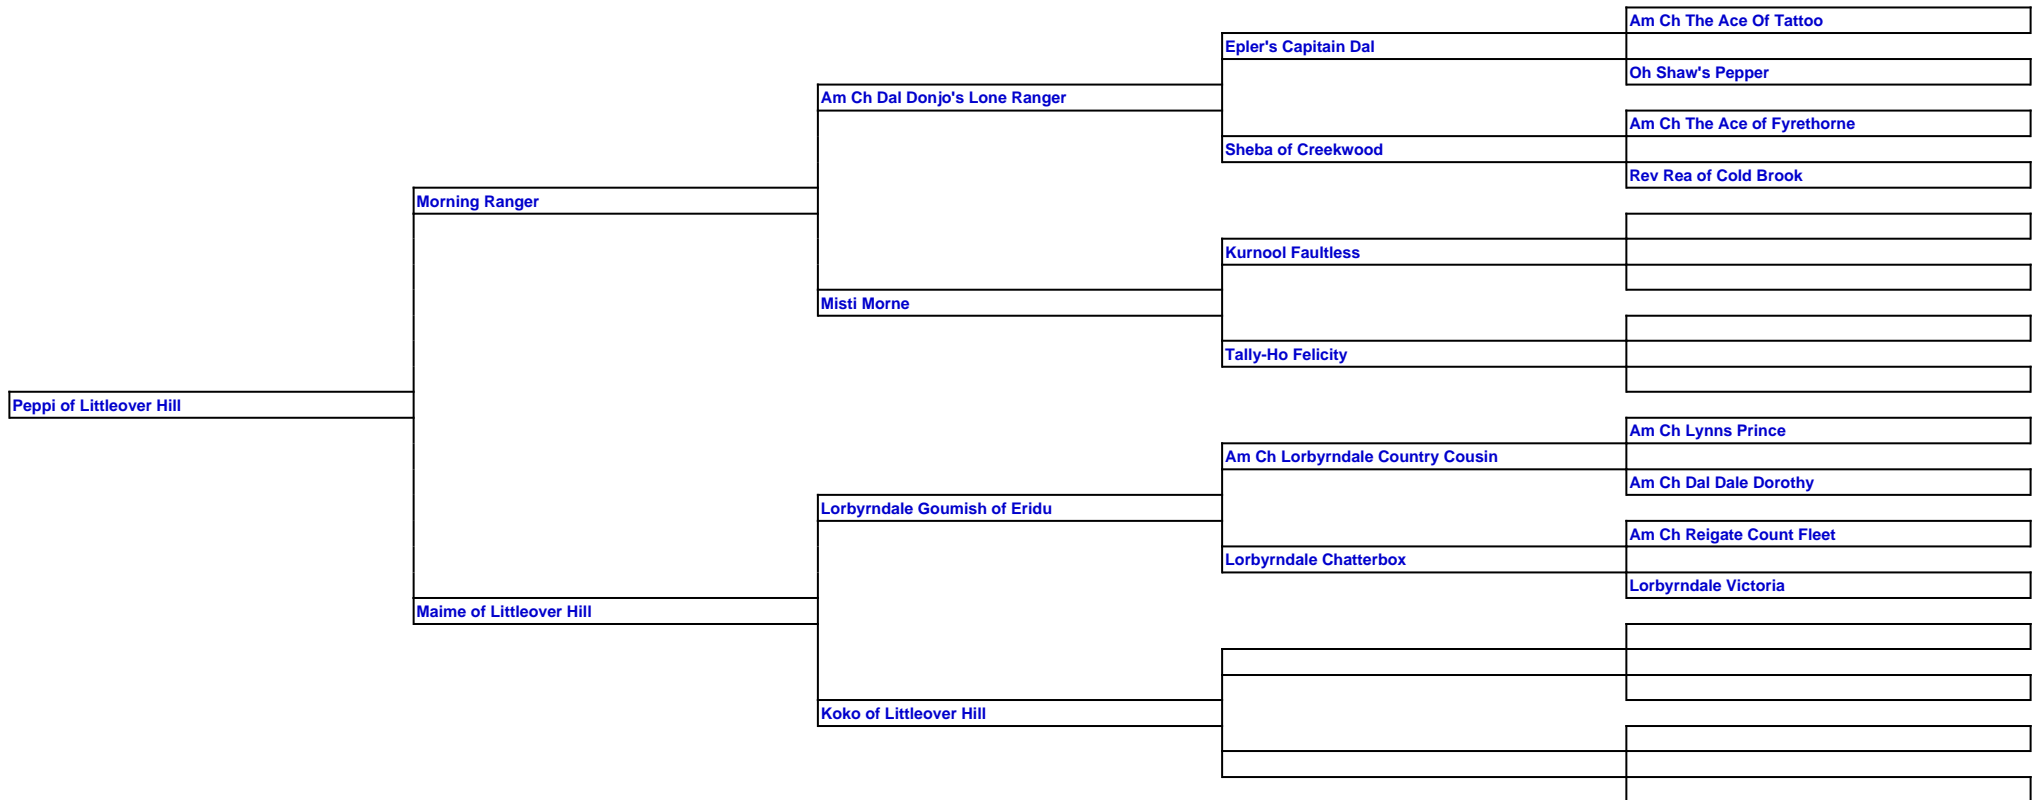 Am Ch The Ace Of Tattoo
Epler's Capitain Dal
Oh Shaw's Pepper
Am Ch Dal Donjo's Lone Ranger
Am Ch The Ace of Fyrethorne
Sheba of Creekwood
Rev Rea of Cold Brook
Morning Ranger
Kurnool Faultless
Misti Morne
Tally-Ho Felicity
Peppi of Littleover Hill
Am Ch Lynns Prince
Am Ch Lorbyrndale Country Cousin
Am Ch Dal Dale Dorothy
Lorbyrndale Goumish of Eridu
Am Ch Reigate Count Fleet
Lorbyrndale Chatterbox
Lorbyrndale Victoria
Maime of Littleover Hill
Koko of Littleover Hill